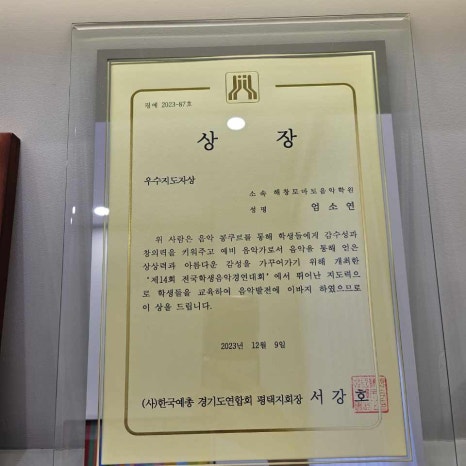 평예 2023-87호
상 장
우수지도자상
소속 해창로마토음악학원
성명 엄소연
위 사람은 음악 콩쿠르를 통해 학생들에게 감수성과
창의력을 키워주고 예비 음악가로서 음악을 통해 얻은
상상력과 아름다운 감성을 가꾸어가기 위해 개최한
'제14회 전국학생음악경연대회'에서 뛰어난 지도력으
로 학생들을 교육하여 음악발전에 이바지 하였으므로
이 상을 드립니다.
2023년 12월 9일
(사)한국예총 경기도연합회 평택지회장 서강호